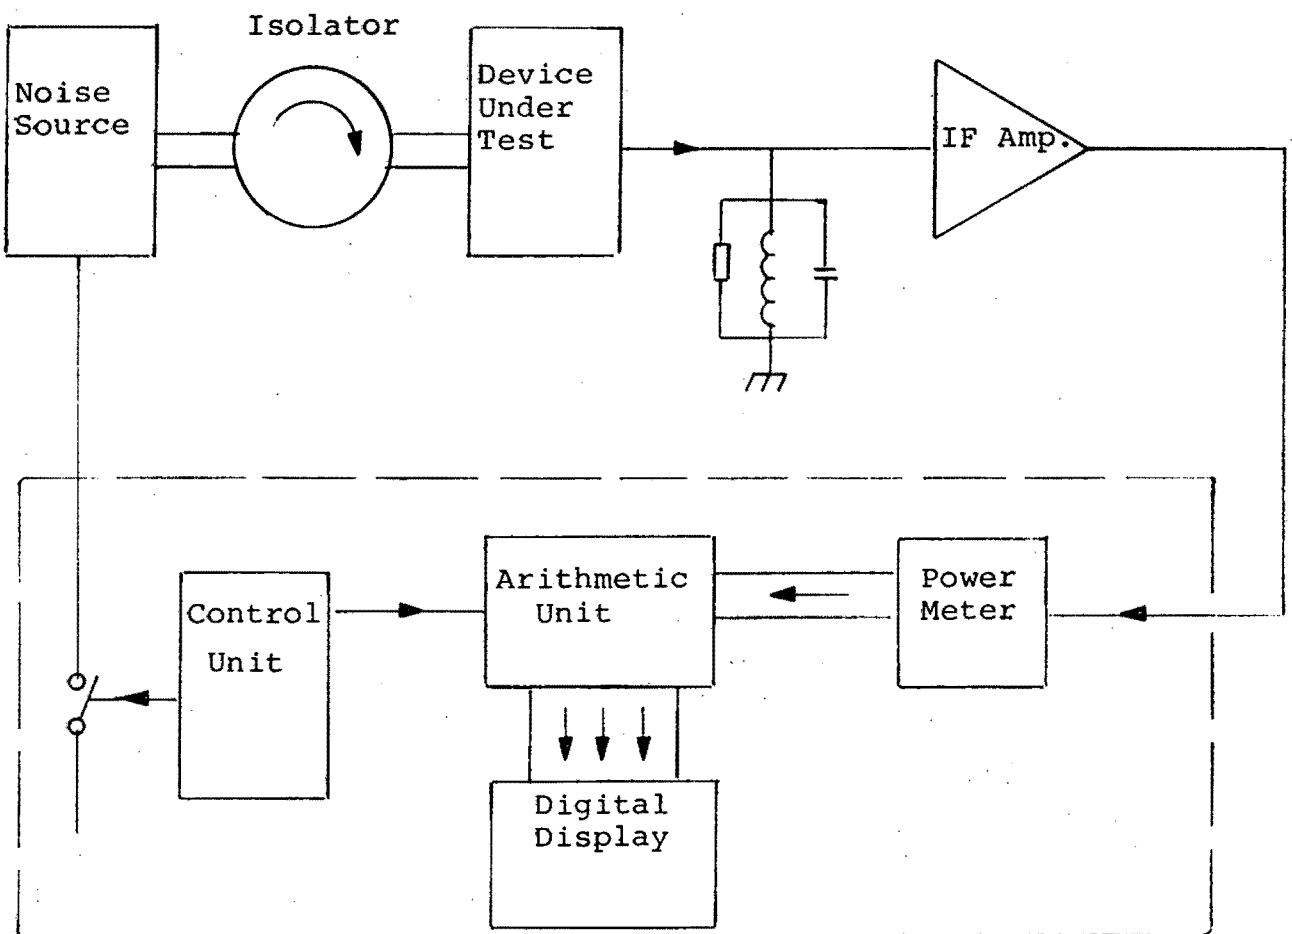 Isolator
Noise
Source
Device
Under
Test
IF Amp.
Control
Unit
Arithmetic
Unit
Power
Meter
Digital
Display